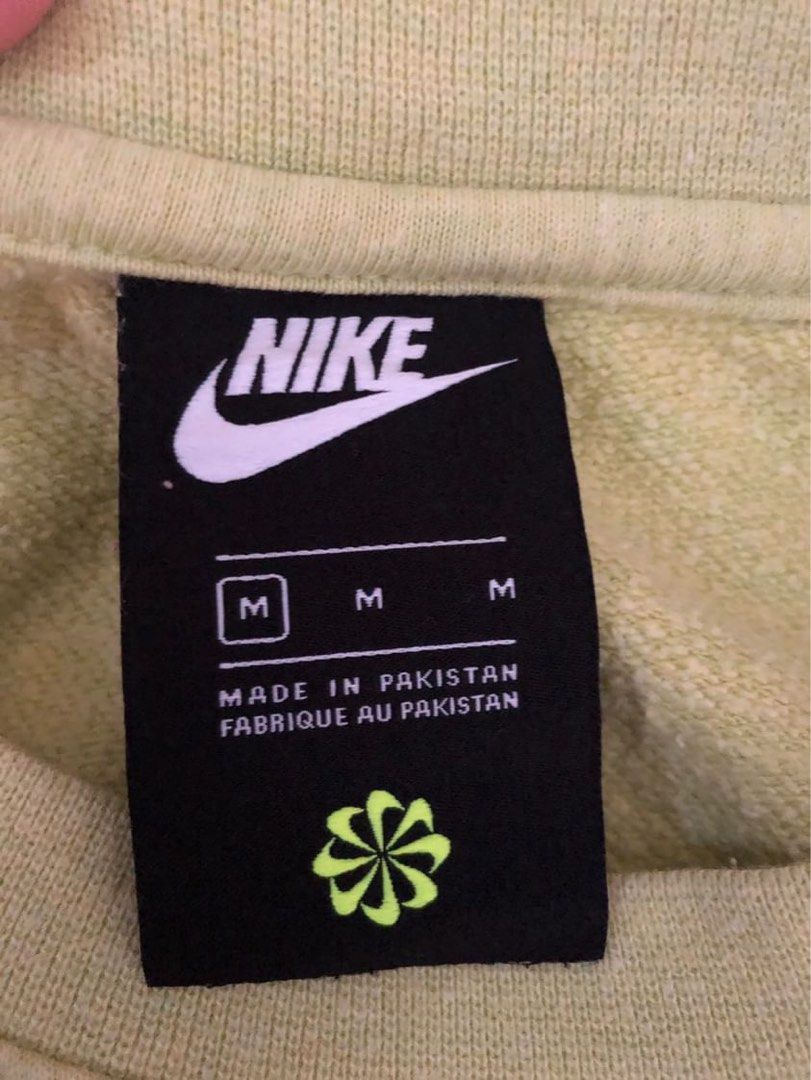 NIKE
M M M
MADE IN PAKISTAN
FABRIQUE AU PAKISTAN